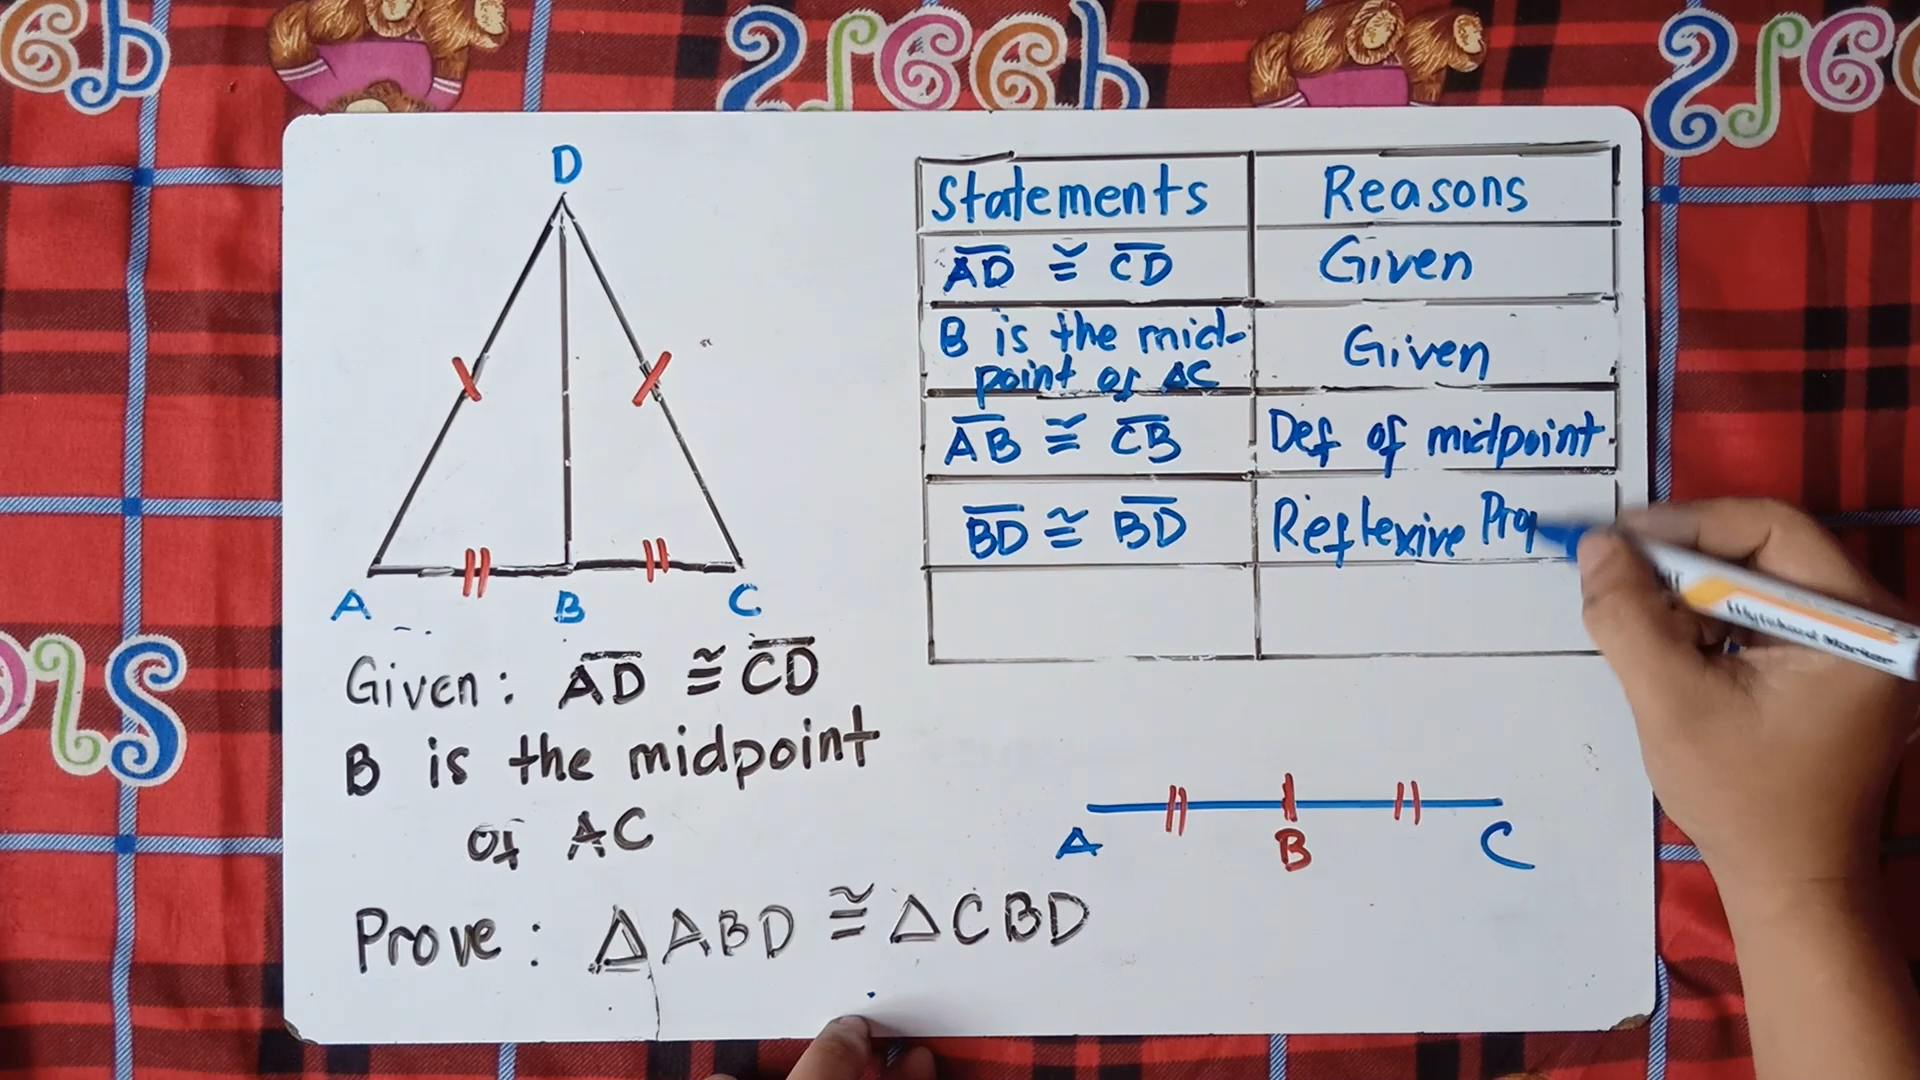 D
A B C
Given: AD ≅ CD
B is the midpoint
of AC
Prove: △ABD ≅ △CBD
Statements Reasons
AD ≅ CD Given
B is the mid-
point of AC Given
AB ≅ CB Def of midpoint
BD ≅ BD Reflexive Prop
A B C